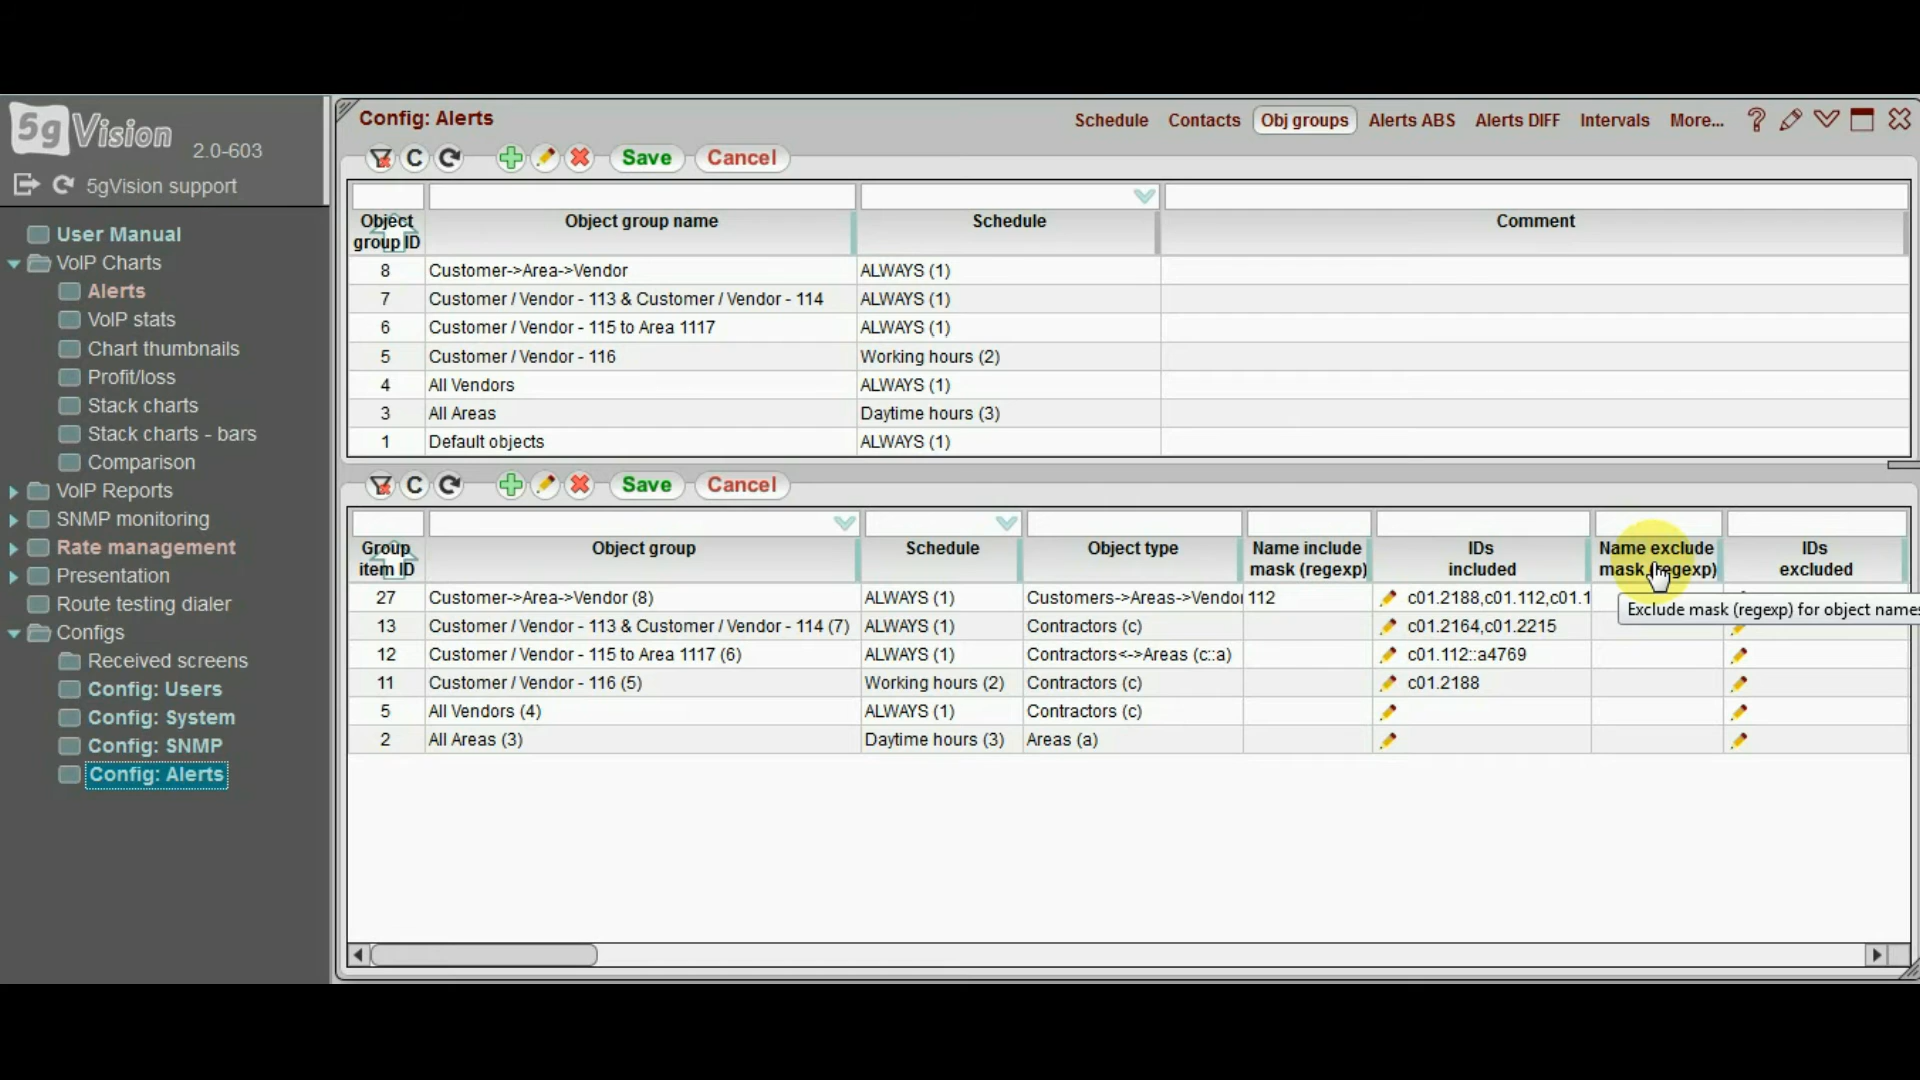 5gVision
2.0-603
5gVision support
User Manual
VoIP Charts
Alerts
VoIP stats
Chart thumbnails
Profit/loss
Stack charts
Stack charts - bars
Comparison
VoIP Reports
SNMP monitoring
Rate management
Presentation
Route testing dialer
Configs
Received screens
Config: Users
Config: System
Config: SNMP
Config: Alerts
Config: Alerts Schedule Contacts Obj groups Alerts ABS Alerts DIFF Intervals More... ?
C Save Cancel
Object group ID Object group name Schedule Comment
8 Customer->Area->Vendor ALWAYS (1)
7 Customer / Vendor - 113 & Customer / Vendor - 114 ALWAYS (1)
6 Customer / Vendor - 115 to Area 1117 ALWAYS (1)
5 Customer / Vendor - 116 Working hours (2)
4 All Vendors ALWAYS (1)
3 All Areas Daytime hours (3)
1 Default objects ALWAYS (1)
C Save Cancel
Group item ID Object group Schedule Object type Name include mask (regexp) IDs included Name exclude mask (regexp) IDs excluded
27 Customer->Area->Vendor (8) ALWAYS (1) Customers->Areas->Vendor 112 c01.2188,c01.112,c01.1
Exclude mask (regexp) for object names
13 Customer / Vendor - 113 & Customer / Vendor - 114 (7) ALWAYS (1) Contractors (c) c01.2164,c01.2215
12 Customer / Vendor - 115 to Area 1117 (6) ALWAYS (1) Contractors<->Areas (c::a) c01.112::a4769
11 Customer / Vendor - 116 (5) Working hours (2) Contractors (c) c01.2188
5 All Vendors (4) ALWAYS (1) Contractors (c)
2 All Areas (3) Daytime hours (3) Areas (a)